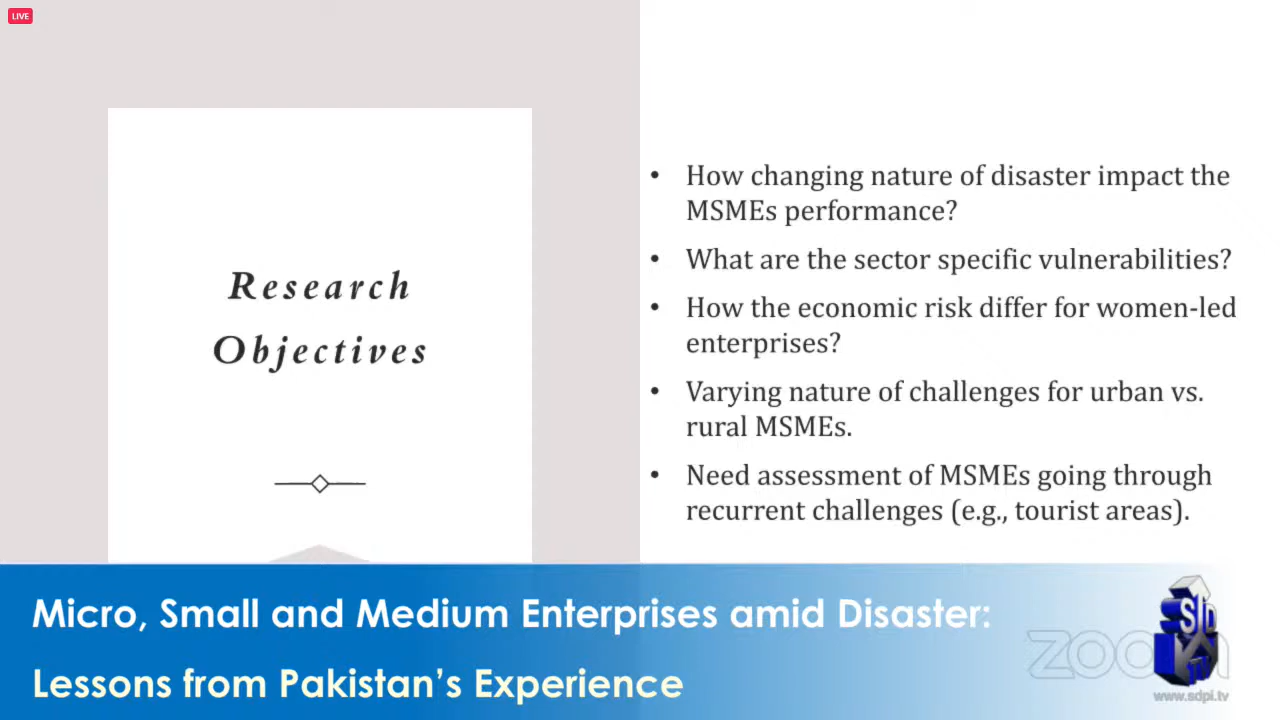 LIVE
Research
Objectives
• How changing nature of disaster impact the
MSMEs performance?
• What are the sector specific vulnerabilities?
• How the economic risk differ for women-led
enterprises?
• Varying nature of challenges for urban vs.
rural MSMEs.
• Need assessment of MSMEs going through
recurrent challenges (e.g., tourist areas).
Micro, Small and Medium Enterprises amid Disaster:
Lessons from Pakistan’s Experience
zoom
SD
TV
www.sdpi.tv